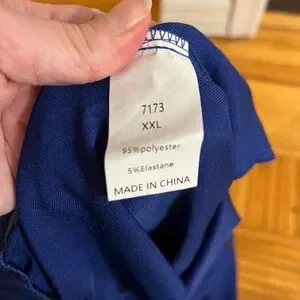 7173
XXL
95%polyester
5%Elastane
MADE IN CHINA